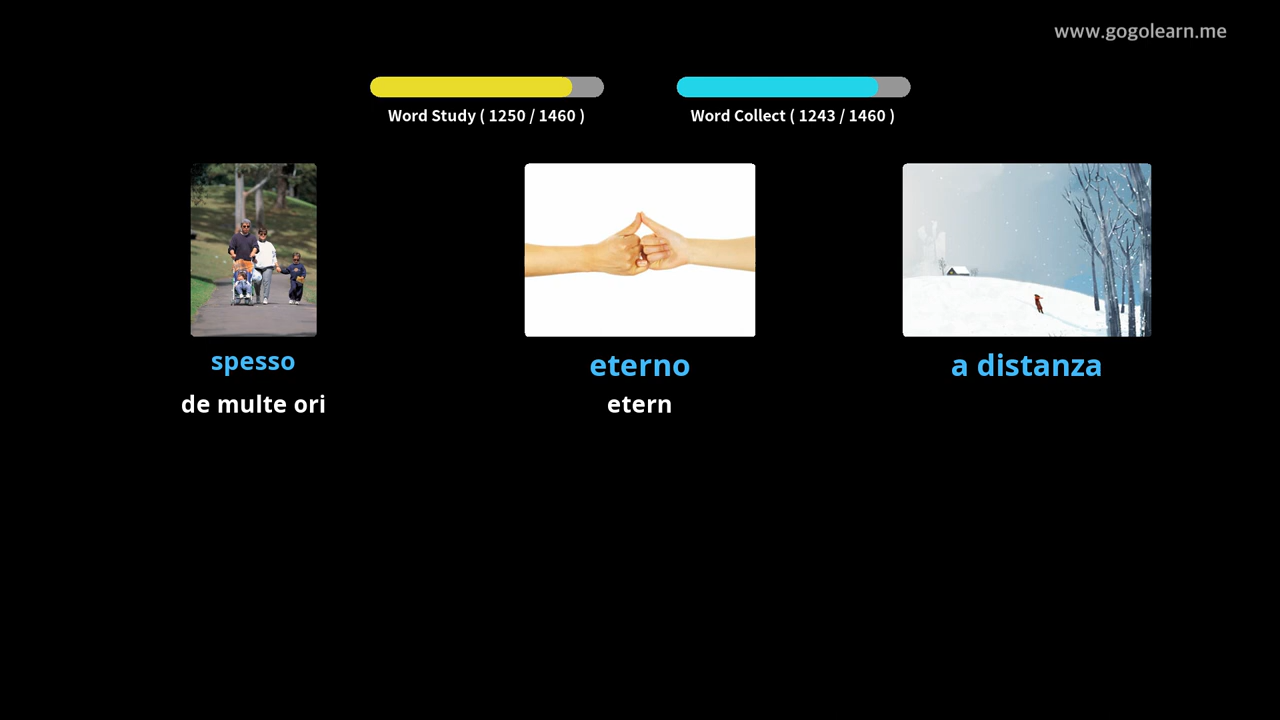 www.gogolearn.me
Word Study ( 1250 / 1460 )
Word Collect ( 1243 / 1460 )
spesso
eterno
a distanza
de multe ori
etern